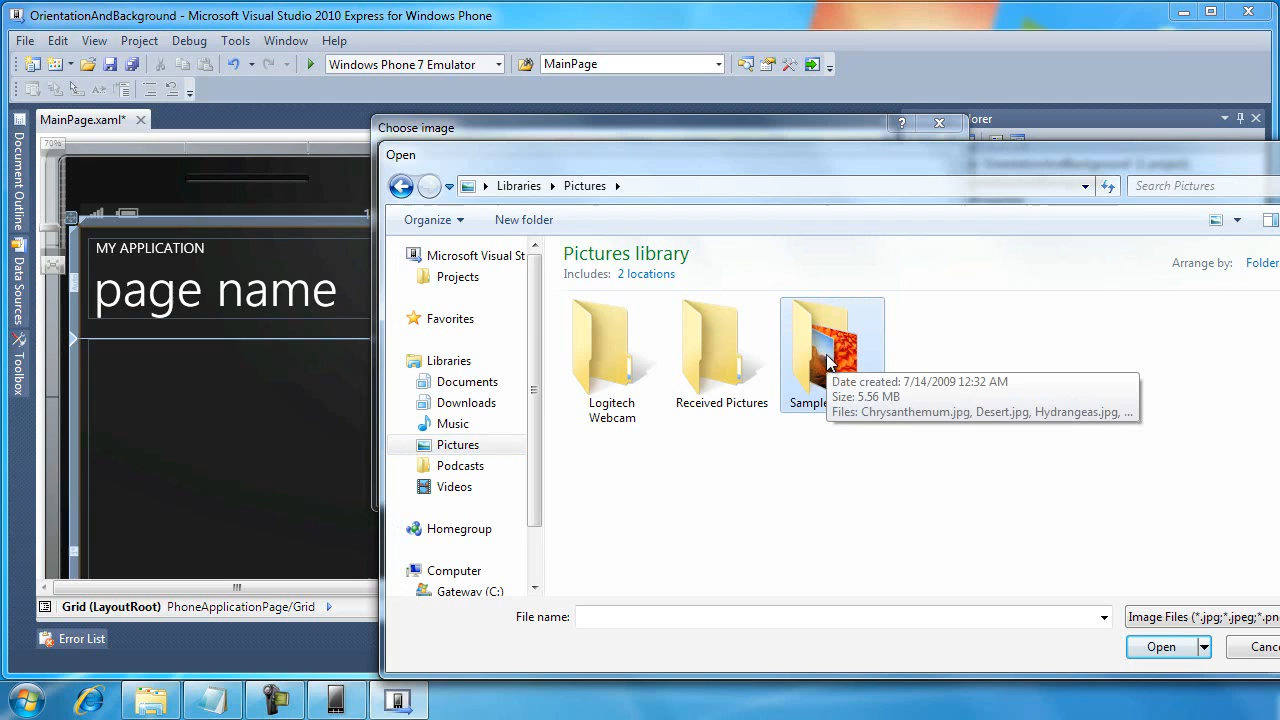 OrientationAndBackground - Microsoft Visual Studio 2010 Express for Windows Phone
File Edit View Project Debug Tools Window Help
Windows Phone 7 Emulator
MainPage
MainPage.xaml*
Document Outline
Data Sources
Toolbox
70%
MY APPLICATION
page name
Choose image
Open
Libraries Pictures
Search Pictures
Organize New folder
Microsoft Visual St
Projects
Favorites
Libraries
Documents
Downloads
Music
Pictures
Podcasts
Videos
Homegroup
Computer
Gateway (C:)
Pictures library
Includes: 2 locations
Arrange by: Folder
Logitech
Webcam
Received Pictures
Sample
Date created: 7/14/2009 12:32 AM
Size: 5.56 MB
Files: Chrysanthemum.jpg, Desert.jpg, Hydrangeas.jpg, ...
File name:
Image Files (*.jpg;*.jpeg;*.pn
Open
Canc
Grid (LayoutRoot) PhoneApplicationPage/Grid
Error List